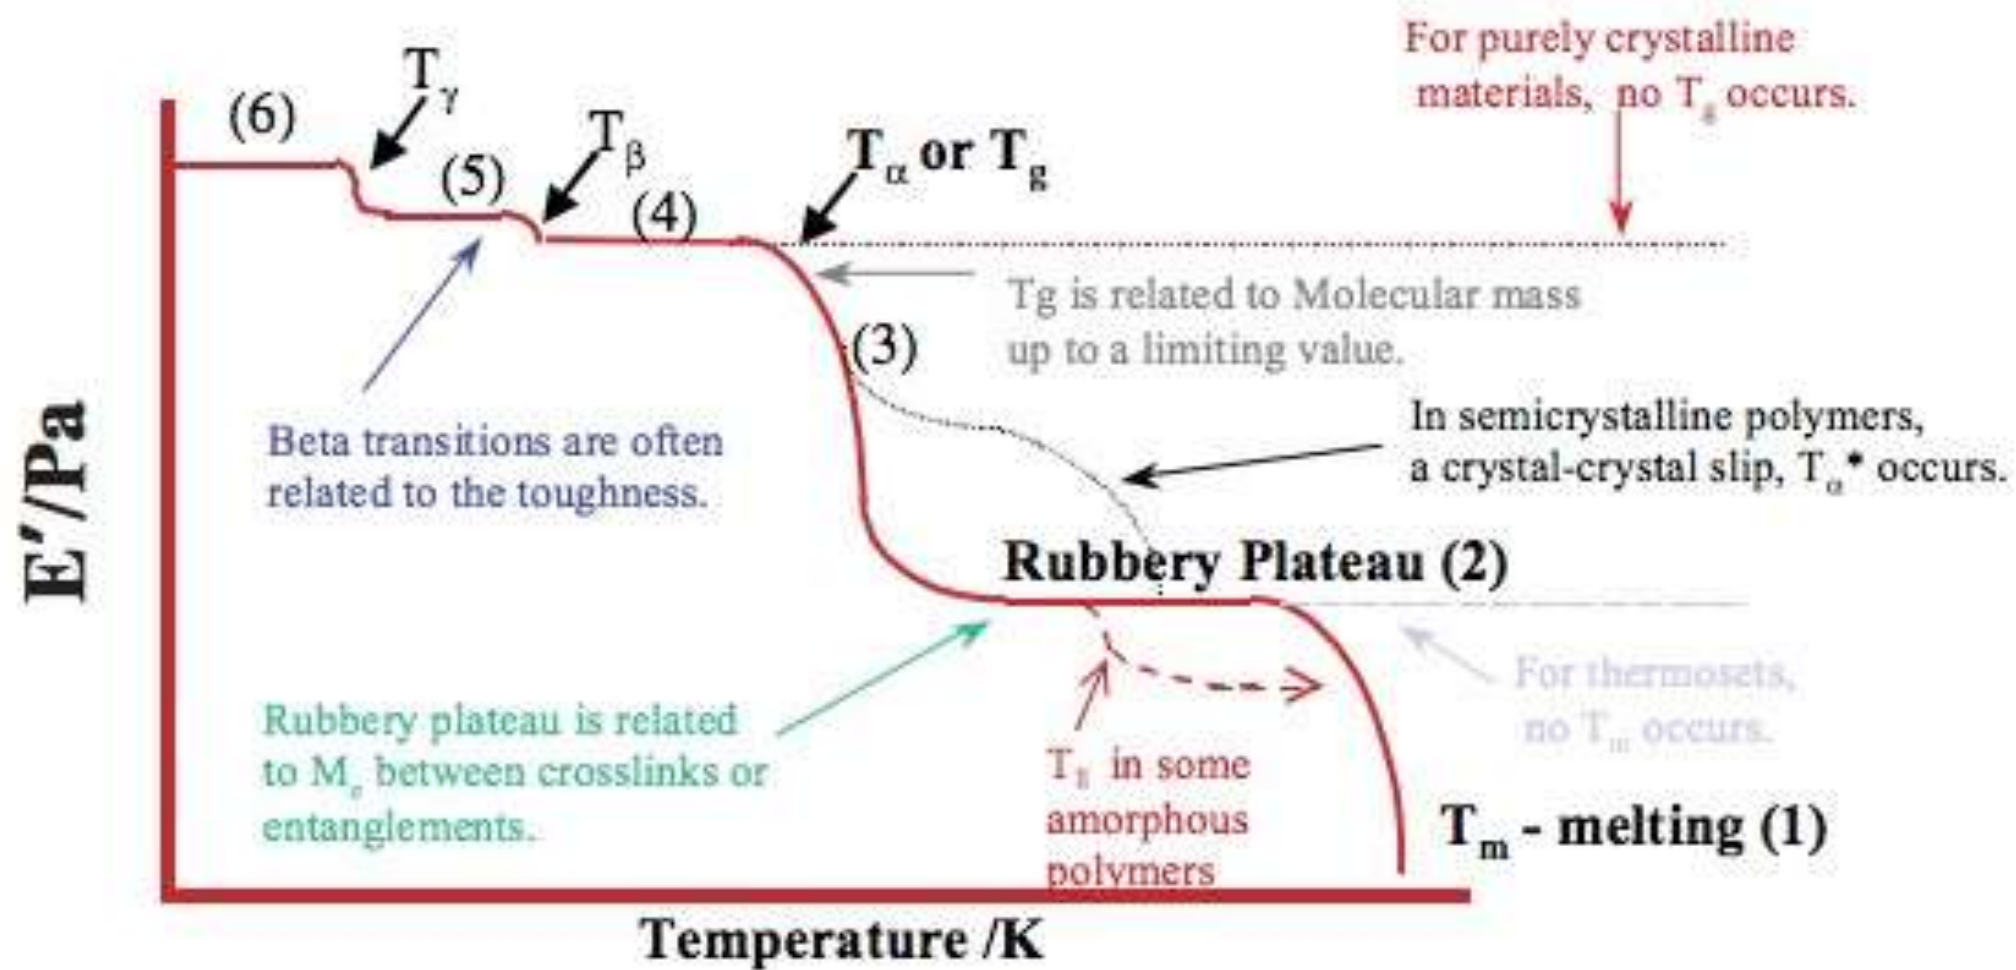 For purely crystalline
materials, no Tg occurs.
(6)
Tγ
(5)
Tβ
(4)
Tα or Tg
Tg is related to Molecular mass
up to a limiting value.
(3)
In semicrystalline polymers,
a crystal-crystal slip, Tα* occurs.
Beta transitions are often
related to the toughness.
E'/Pa
Rubbery Plateau (2)
For thermosets,
no Tm occurs.
Rubbery plateau is related
to Me between crosslinks or
entanglements.
in some
amorphous
polymers
Tm - melting (1)
Temperature /K